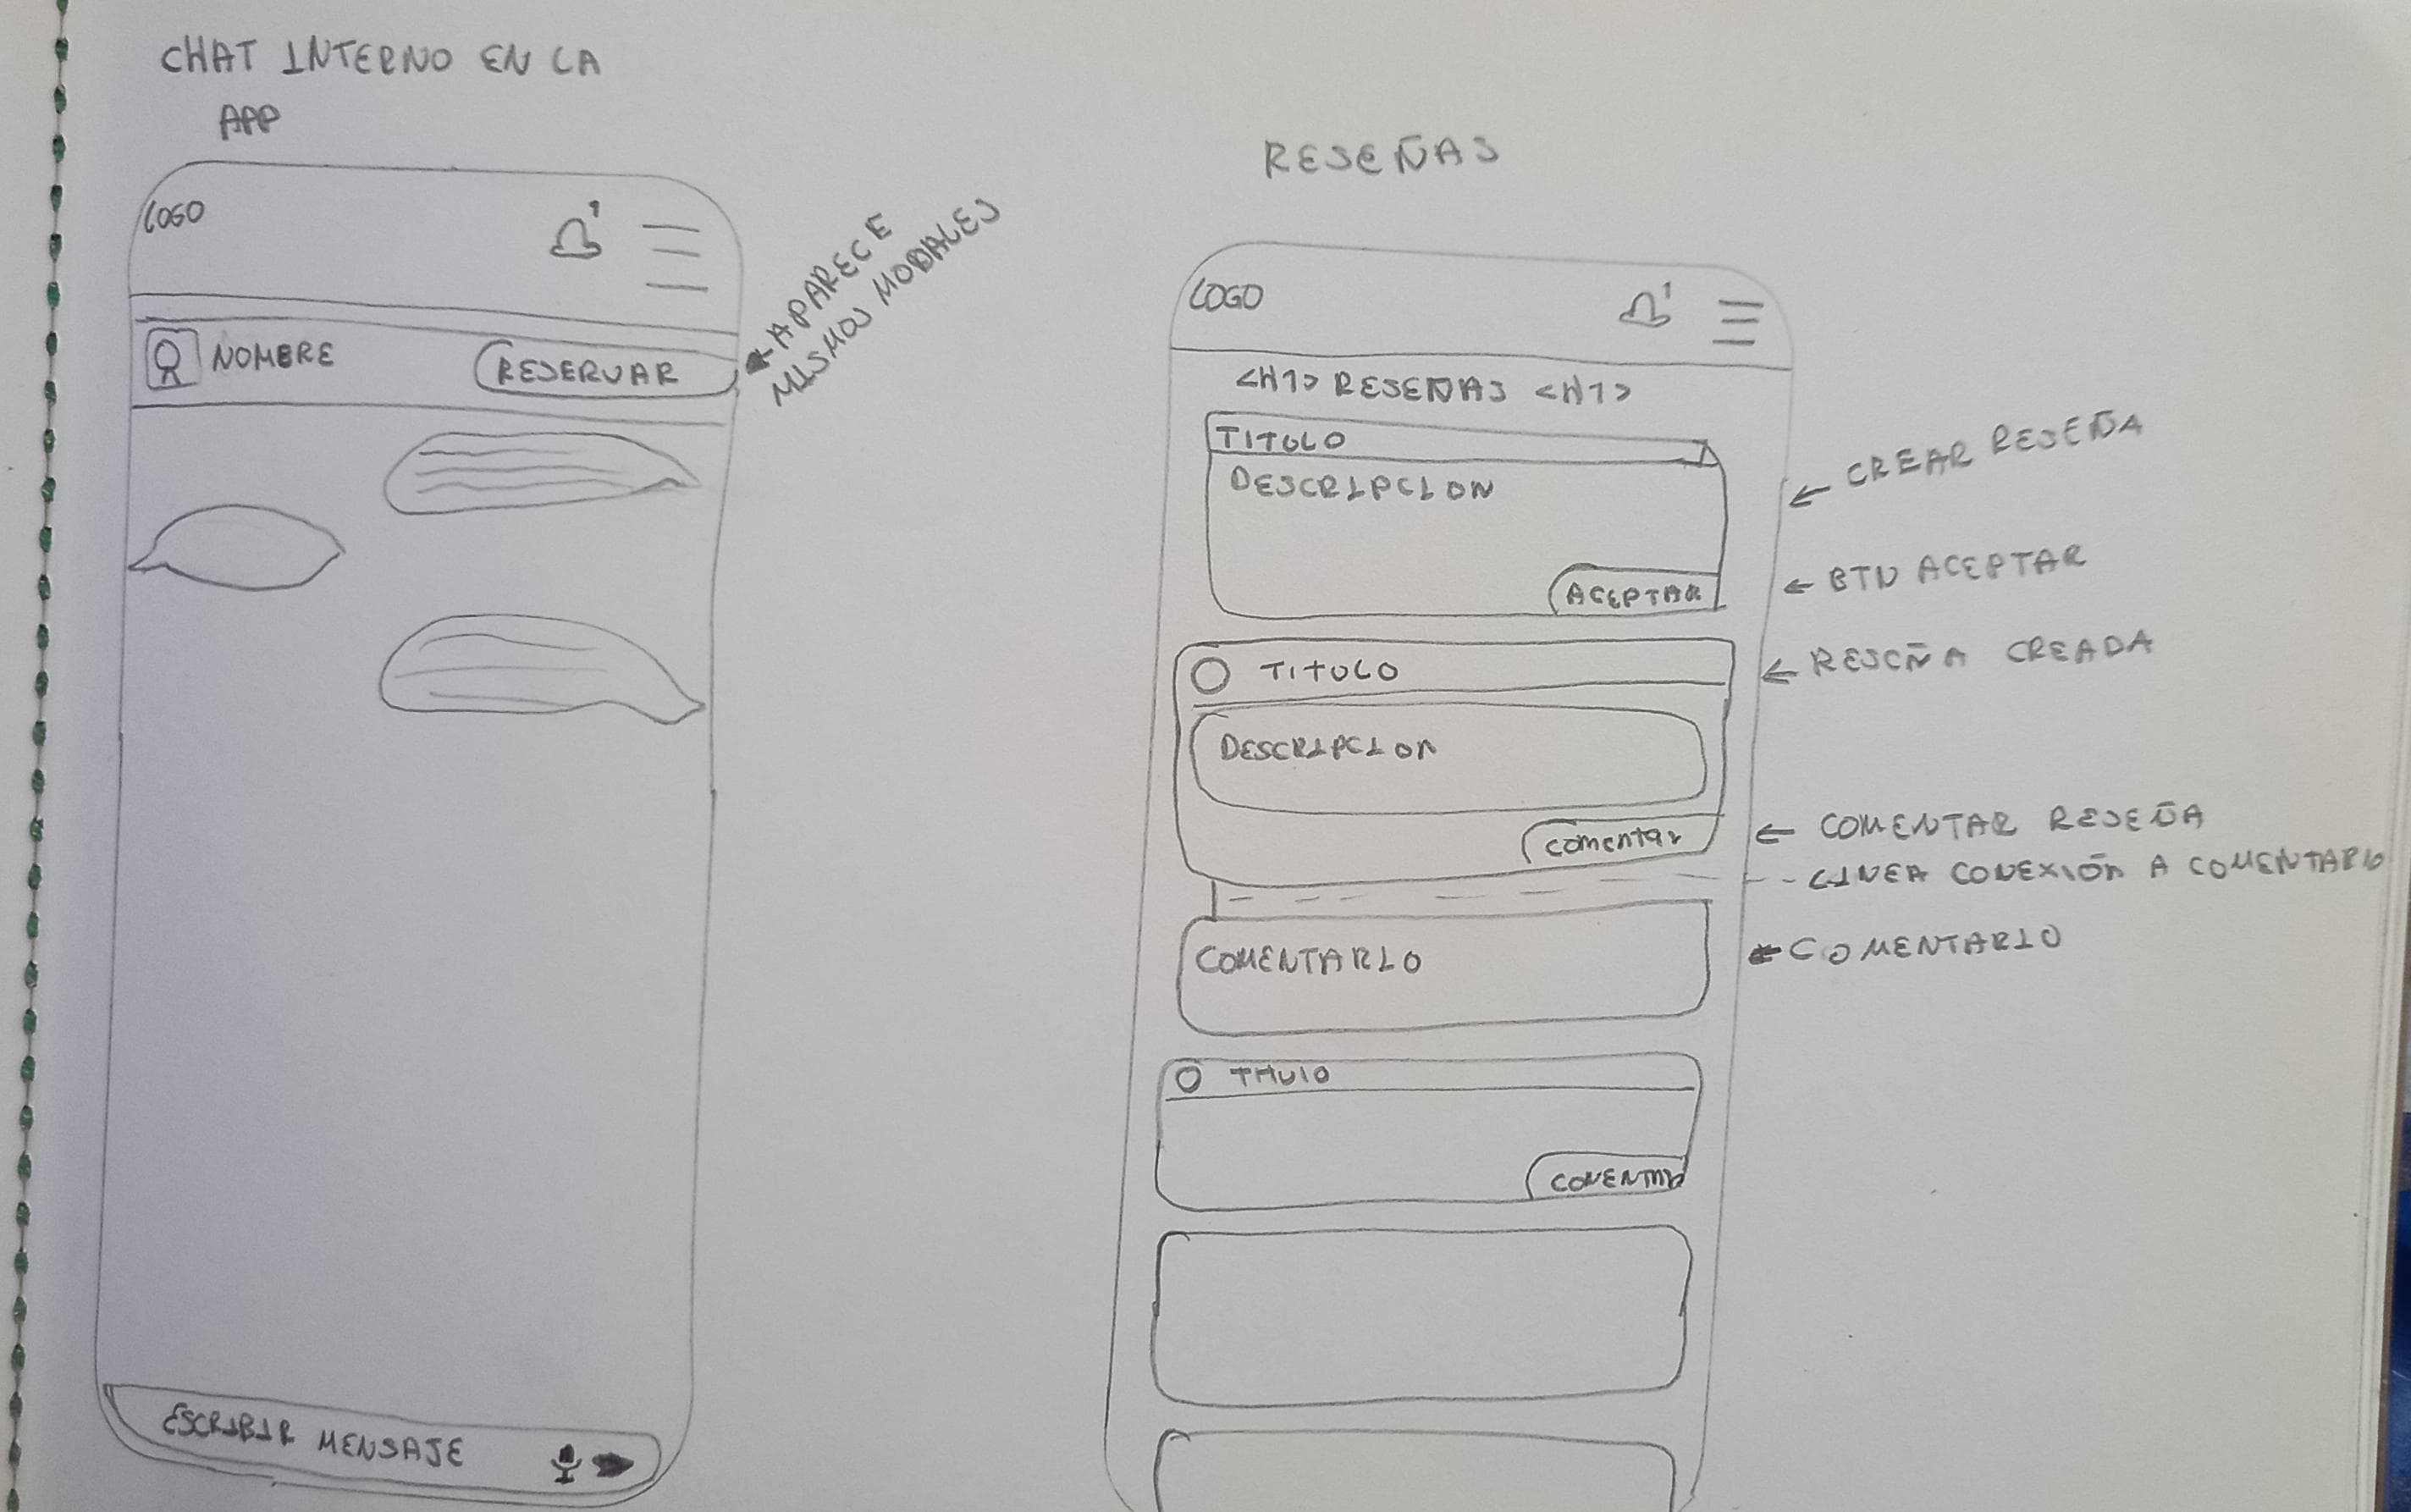 CHAT INTERNO EN LA
APP
LOGO
NOMBRE
RESERVAR
APARECE
MISMOS MODALES
ESCRIBIR MENSAJE
RESEÑAS
LOGO
<H1> RESEÑAS <H1>
TITULO
DESCRIPCION
ACEPTAR
CREAR RESEÑA
BTN ACEPTAR
TITULO
RESEÑA CREADA
DESCRIPCION
comentar
COMENTAR RESEÑA
LINEA CONEXIÓN A COMENTARIO
COMENTARIO
COMENTARIO
TITULO
COMENTAR